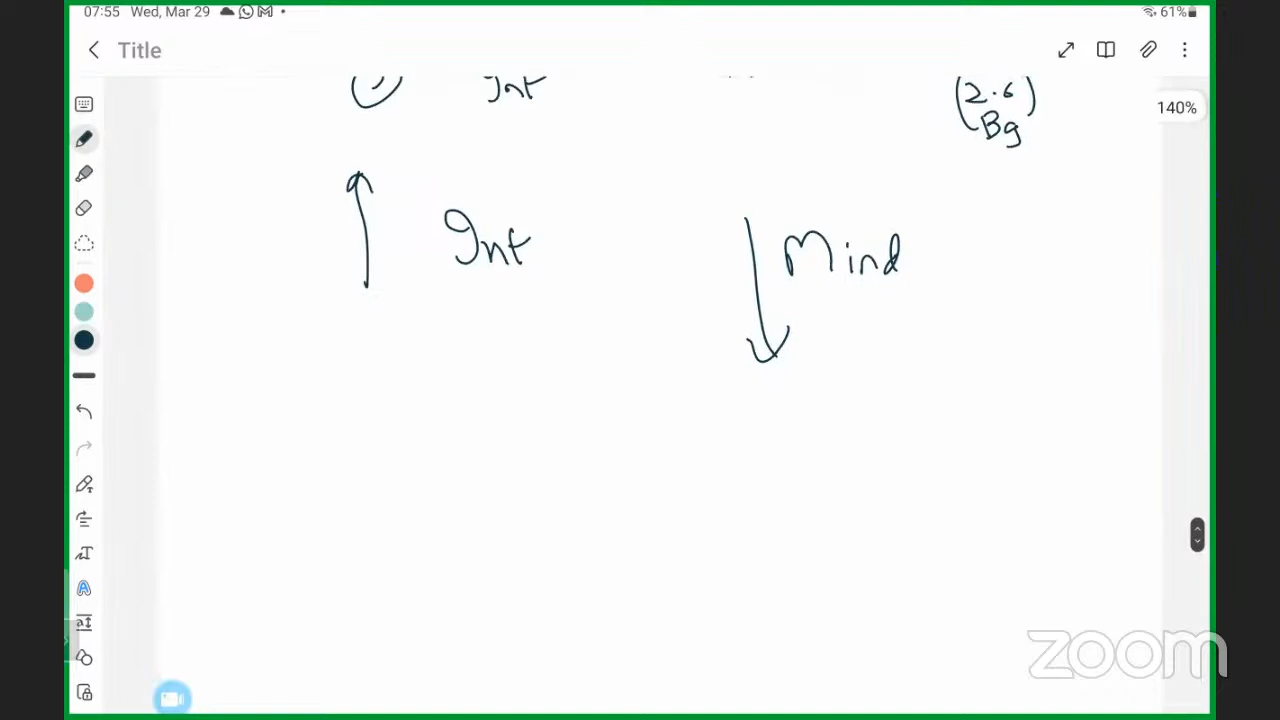 07:55 Wed, Mar 29
61%
Title
Int
(2.6
Bg)
140%
Int
Mind
zoom